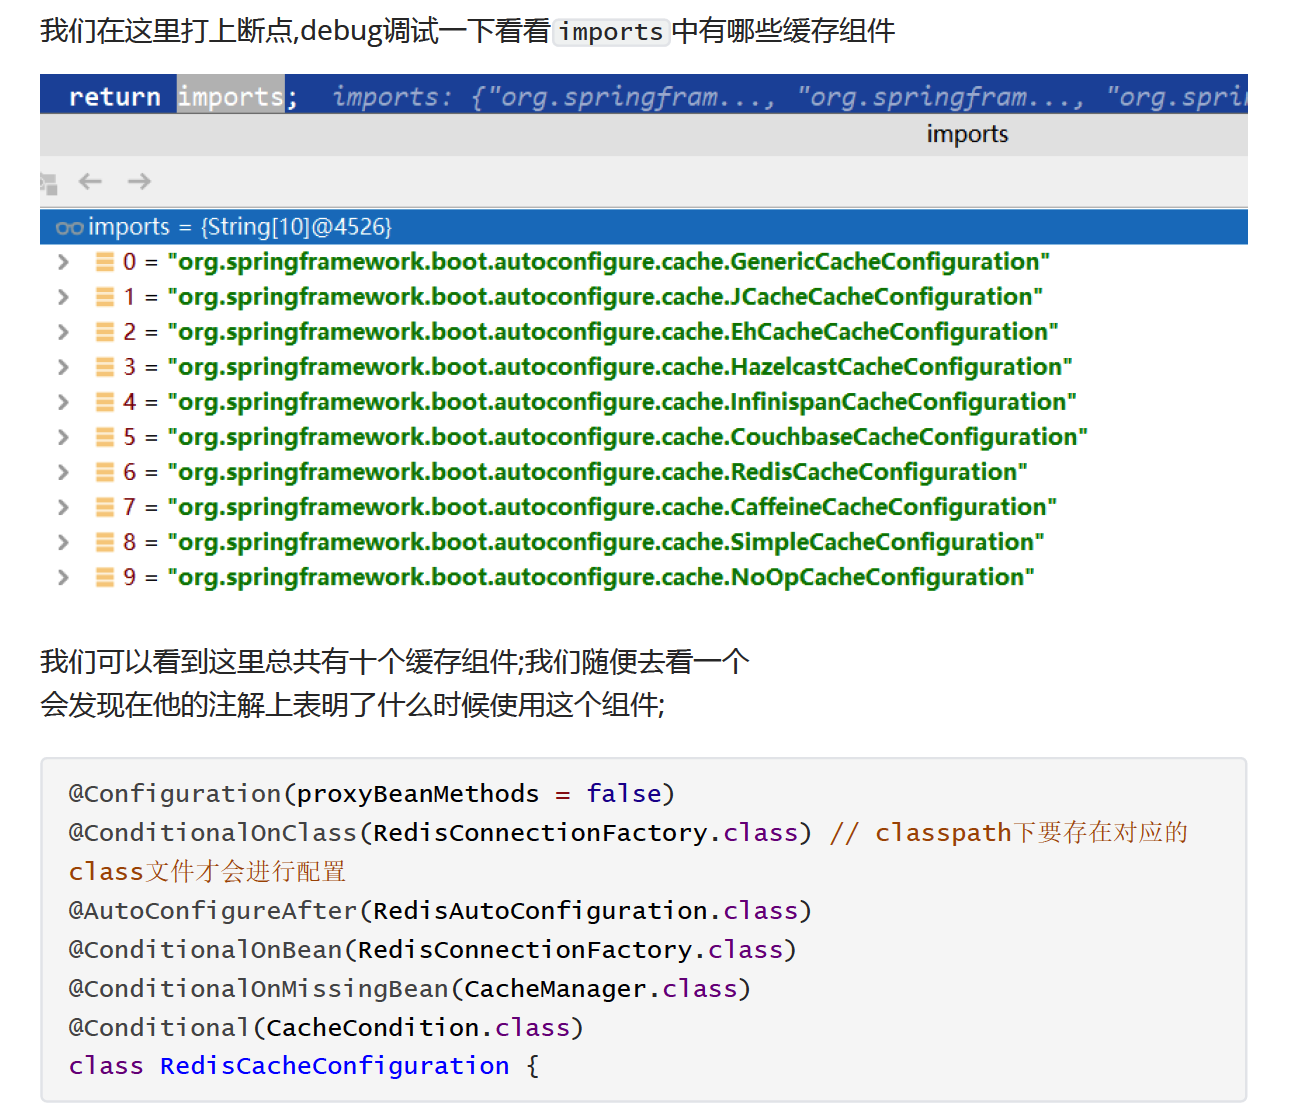 我们在这里打上断点,debug调试一下看看imports中有哪些缓存组件
return imports;  imports: {"org.springfram..., "org.springfram..., "org.sprin
imports
imports = {String[10]@4526}
0 = "org.springframework.boot.autoconfigure.cache.GenericCacheConfiguration"
1 = "org.springframework.boot.autoconfigure.cache.JCacheCacheConfiguration"
2 = "org.springframework.boot.autoconfigure.cache.EhCacheCacheConfiguration"
3 = "org.springframework.boot.autoconfigure.cache.HazelcastCacheConfiguration"
4 = "org.springframework.boot.autoconfigure.cache.InfinispanCacheConfiguration"
5 = "org.springframework.boot.autoconfigure.cache.CouchbaseCacheConfiguration"
6 = "org.springframework.boot.autoconfigure.cache.RedisCacheConfiguration"
7 = "org.springframework.boot.autoconfigure.cache.CaffeineCacheConfiguration"
8 = "org.springframework.boot.autoconfigure.cache.SimpleCacheConfiguration"
9 = "org.springframework.boot.autoconfigure.cache.NoOpCacheConfiguration"
我们可以看到这里总共有十个缓存组件;我们随便去看一个
会发现在他的注解上表明了什么时候使用这个组件;
@Configuration(proxyBeanMethods = false)
@ConditionalOnClass(RedisConnectionFactory.class) // classpath下要存在对应的
class文件才会进行配置
@AutoConfigureAfter(RedisAutoConfiguration.class)
@ConditionalOnBean(RedisConnectionFactory.class)
@ConditionalOnMissingBean(CacheManager.class)
@Conditional(CacheCondition.class)
class RedisCacheConfiguration {